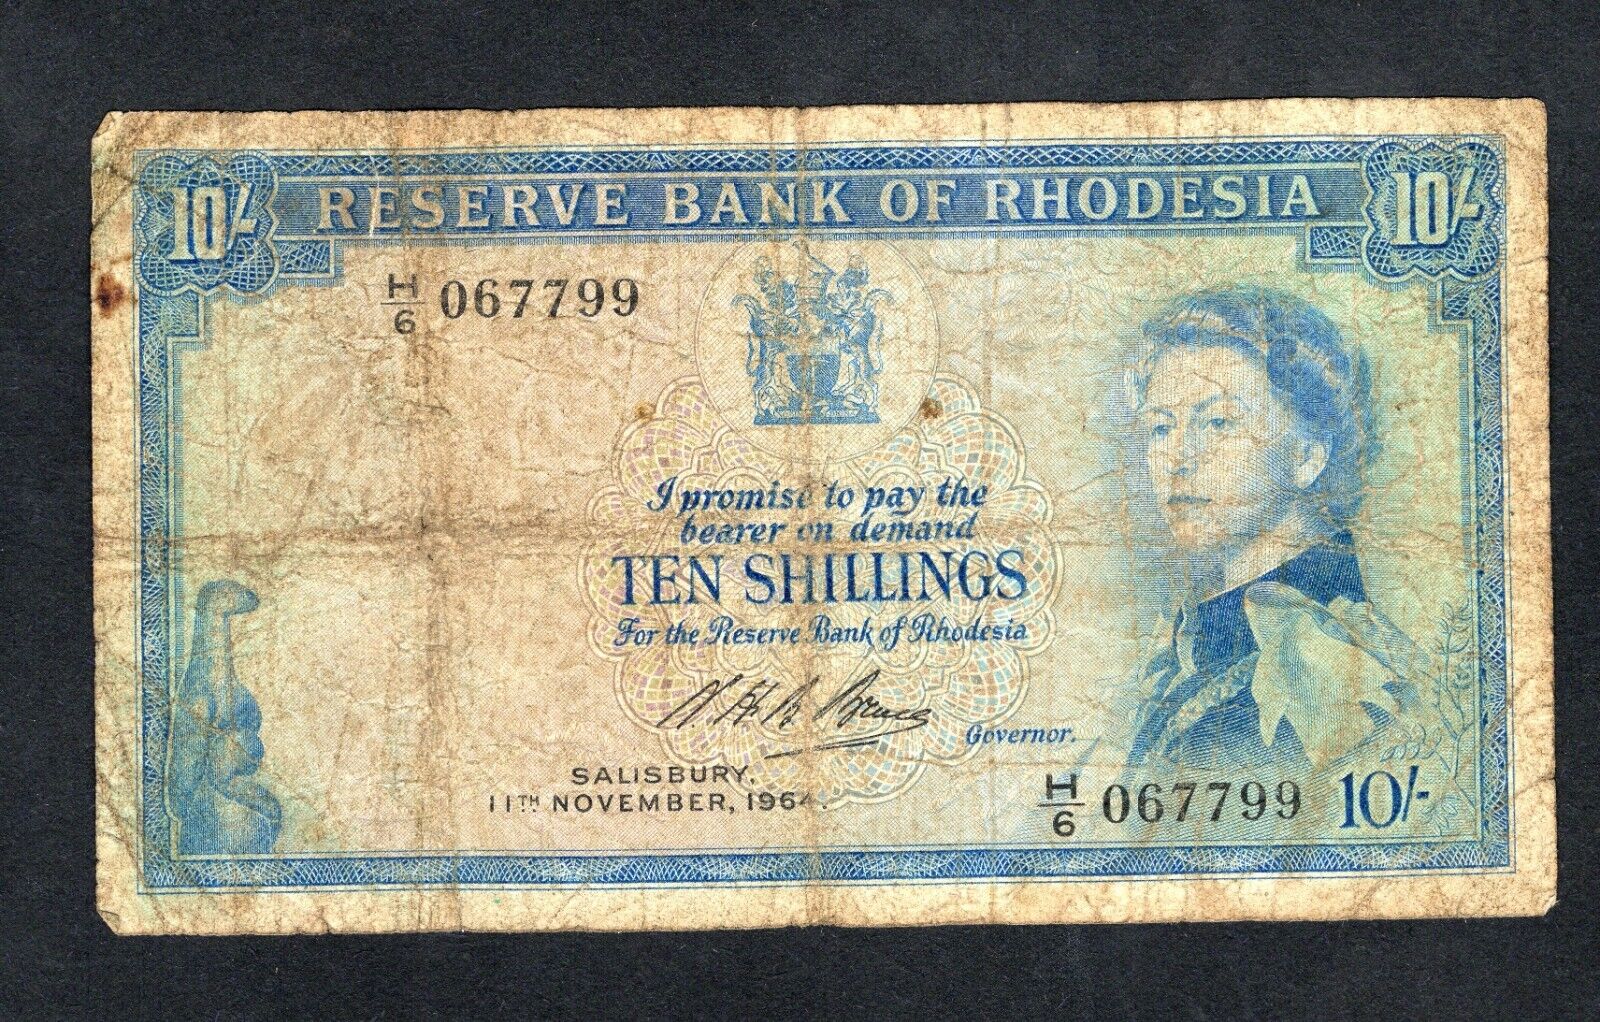 10/- RESERVE BANK OF RHODESIA 10/-
H/6 067799
I promise to pay the
bearer on demand
TEN SHILLINGS
For the Reserve Bank of Rhodesia
Governor.
SALISBURY,
11TH NOVEMBER, 1964.
H/6 067799 10/-